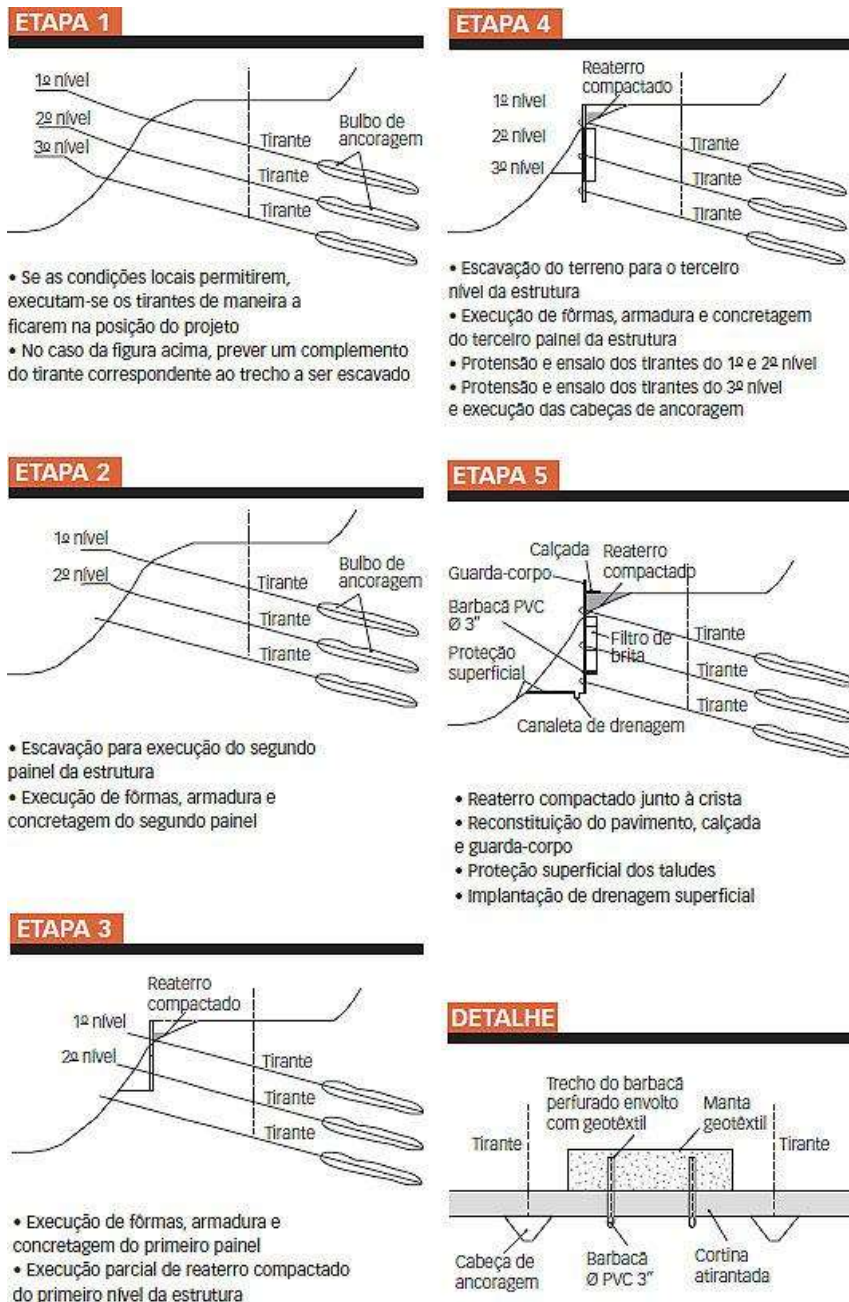 ETAPA 1
1º nível
2º nível
3º nível
Tirante
Tirante
Tirante
Bulbo de
ancoragem
• Se as condições locais permitirem,
executam-se os tirantes de maneira a
ficarem na posição do projeto
• No caso da figura acima, prever um complemento
do tirante correspondente ao trecho a ser escavado
ETAPA 2
1º nível
2º nível
Tirante
Tirante
Tirante
Bulbo de
ancoragem
• Escavação para execução do segundo
painel da estrutura
• Execução de fôrmas, armadura e
concretagem do segundo painel
ETAPA 3
Reaterro
compactado
1º nível
2º nível
Tirante
Tirante
Tirante
• Execução de fôrmas, armadura e
concretagem do primeiro painel
• Execução parcial de reaterro compactado
do primeiro nível da estrutura
ETAPA 4
Reaterro
compactado
1º nível
2º nível
3º nível
Tirante
Tirante
Tirante
• Escavação do terreno para o terceiro
nível da estrutura
• Execução de fôrmas, armadura e concretagem
do terceiro painel da estrutura
• Protensão e ensaio dos tirantes do 1º e 2º nível
• Protensão e ensaio dos tirantes do 3º nível
e execução das cabeças de ancoragem
ETAPA 5
Calçada
Reaterro
compactado
Guarda-corpo
Barbacã PVC
Ø 3"
Filtro de
brita
Proteção
superficial
Tirante
Tirante
Tirante
Canaleta de drenagem
• Reaterro compactado junto à crista
• Reconstituição do pavimento, calçada
e guarda-corpo
• Proteção superficial dos taludes
• Implantação de drenagem superficial
DETALHE
Trecho do barbacã
perfurado envolto
com geotêxtil
Manta
geotêxtil
Tirante
Tirante
Cabeça de
ancoragem
Barbacã
Ø PVC 3"
Cortina
atirantada